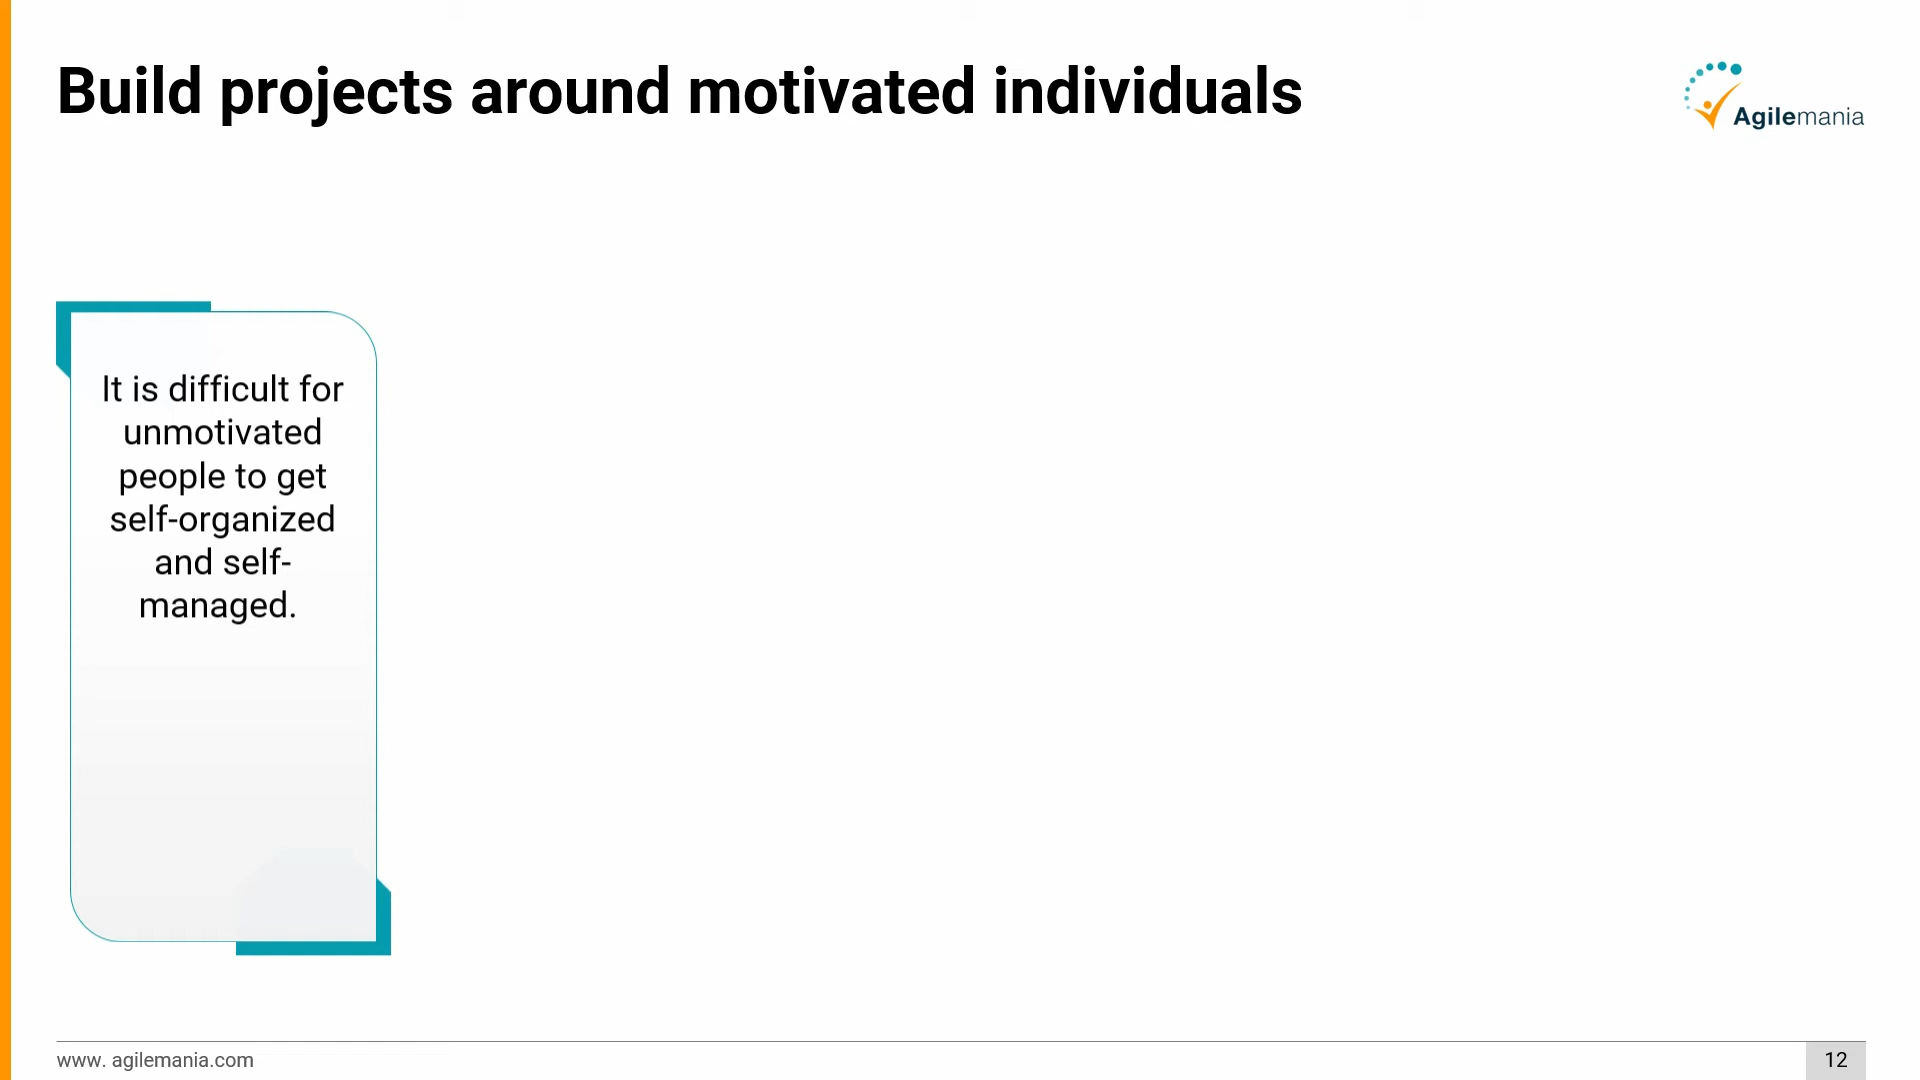 Build projects around motivated individuals
Agilemania
It is difficult for
unmotivated
people to get
self-organized
and self-
managed.
www. agilemania.com
12